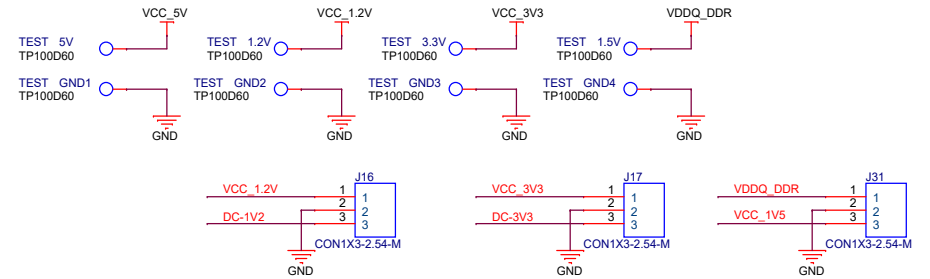 VCC_5V VCC_1.2V VCC_3V3 VDDQ_DDR
TEST 5V TEST 1.2V TEST 3.3V TEST 1.5V
TP100D60 TP100D60 TP100D60 TP100D60
TEST GND1 TEST GND2 TEST GND3 TEST GND4
TP100D60 TP100D60 TP100D60 TP100D60
GND GND GND GND
J16 J17 J31
VCC_1.2V 1 1 VCC_3V3 1 1 VDDQ_DDR 1 1
2 2 2 2 2 2
DC-1V2 3 3 DC-3V3 3 3 VCC_1V5 3 3
CON1X3-2.54-M CON1X3-2.54-M CON1X3-2.54-M
GND GND GND